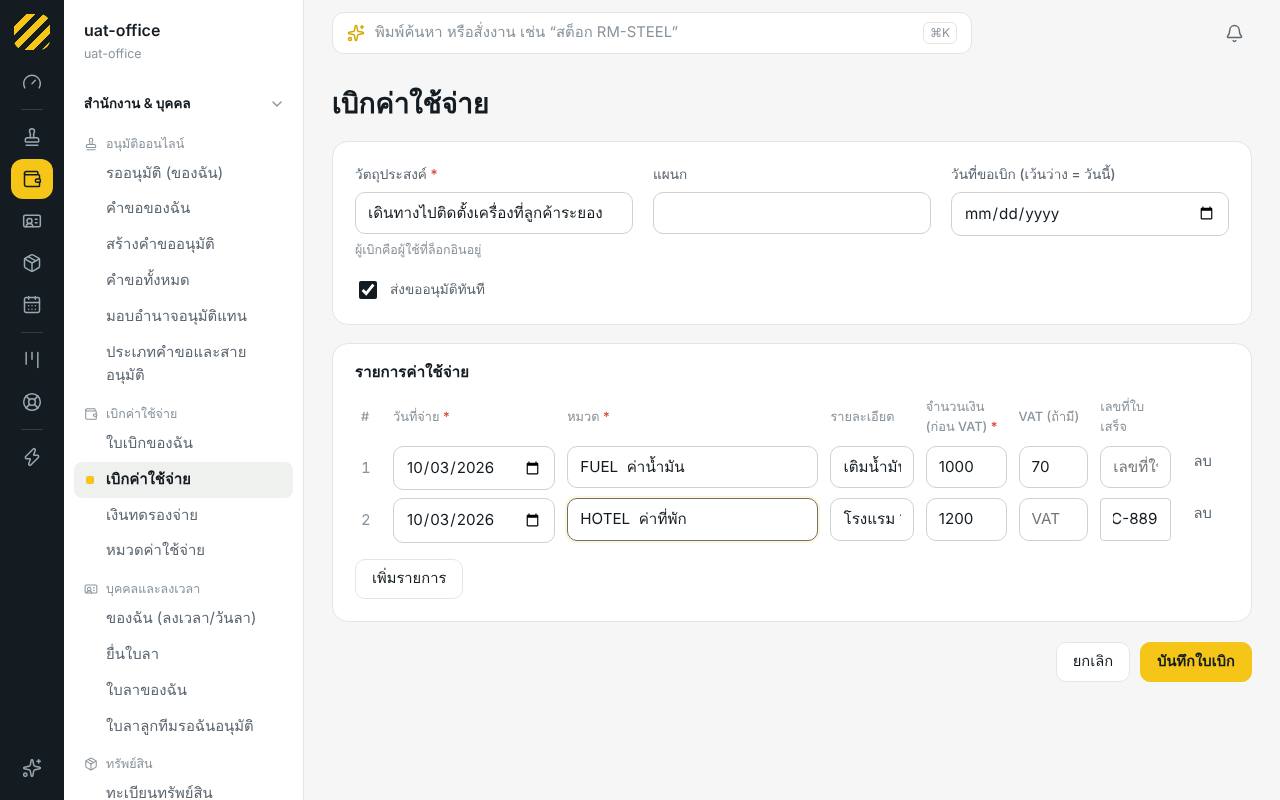 uat-office
uat-office
สำนักงาน & บุคคล
อนุมัติออนไลน์
รออนุมัติ (ของฉัน)
คำขอของฉัน
สร้างคำขออนุมัติ
คำขอทั้งหมด
มอบอำนาจอนุมัติแทน
ประเภทคำขอและสาย
อนุมัติ
เบิกค่าใช้จ่าย
ใบเบิกของฉัน
เบิกค่าใช้จ่าย
เงินทดรองจ่าย
หมวดค่าใช้จ่าย
บุคคลและลงเวลา
ของฉัน (ลงเวลา/วันลา)
ยื่นใบลา
ใบลาของฉัน
ใบลาลูกทีมรอฉันอนุมัติ
ทรัพย์สิน
ทะเบียนทรัพย์สิน
พิมพ์ค้นหา หรือสั่งงาน เช่น “สต็อก RM-STEEL” ⌘K
เบิกค่าใช้จ่าย
วัตถุประสงค์ * แผนก วันที่ขอเบิก (เว้นว่าง = วันนี้)
เดินทางไปติดตั้งเครื่องที่ลูกค้าระยอง mm/dd/yyyy
ผู้เบิกคือผู้ใช้ที่ล็อกอินอยู่
ส่งขออนุมัติทันที
รายการค่าใช้จ่าย
# วันที่จ่าย * หมวด * รายละเอียด จำนวนเงิน (ก่อน VAT) * VAT (ถ้ามี) เลขที่ใบเสร็จ
1 10/03/2026 FUEL ค่าน้ำมัน เติมน้ำมั 1000 70 เลขที่ใ ลบ
2 10/03/2026 HOTEL ค่าที่พัก โรงแรม 1200 VAT C-889 ลบ
เพิ่มรายการ
ยกเลิก บันทึกใบเบิก